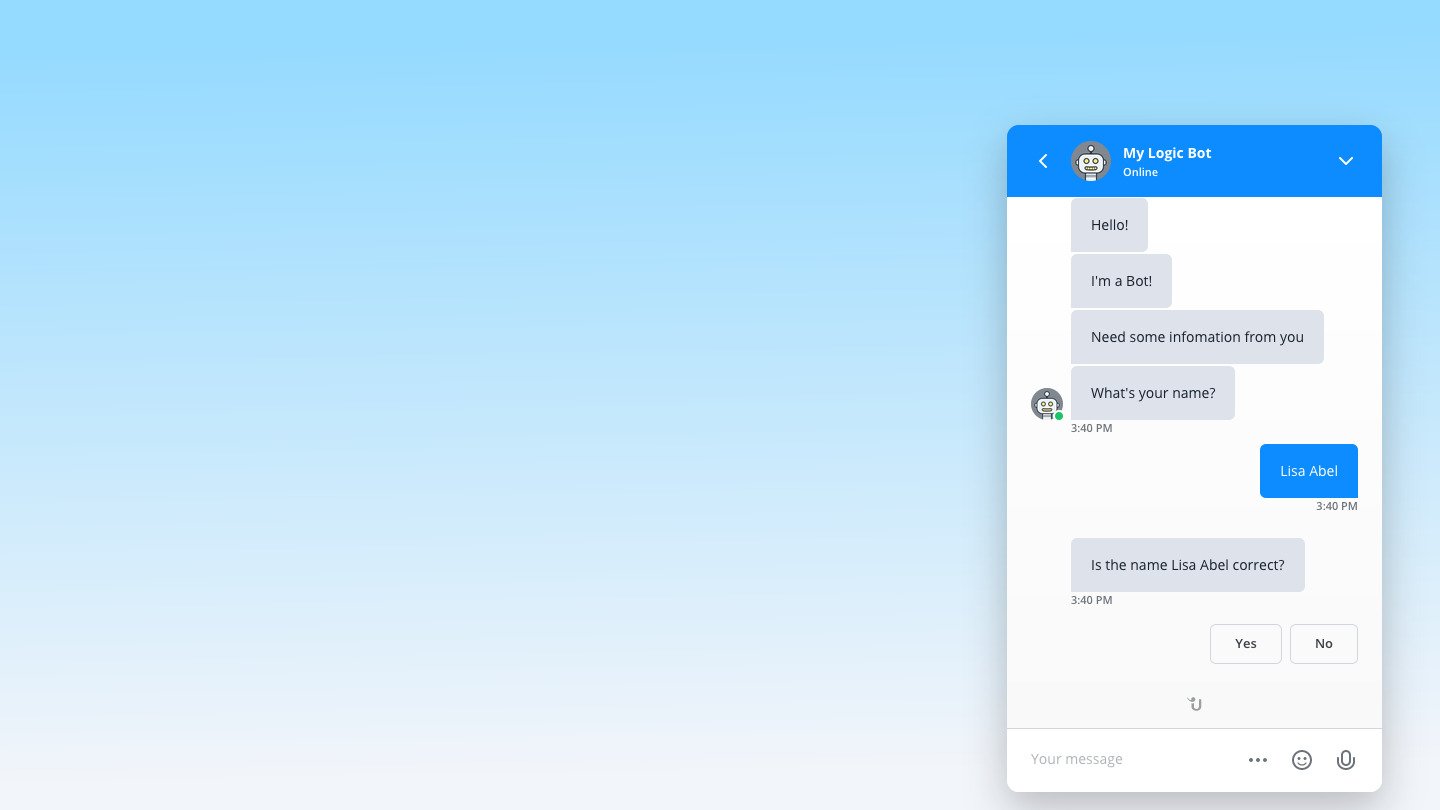 My Logic Bot
Online
Hello!
I'm a Bot!
Need some infomation from you
What's your name?
3:40 PM
Lisa Abel
3:40 PM
Is the name Lisa Abel correct?
3:40 PM
Yes No
Your message